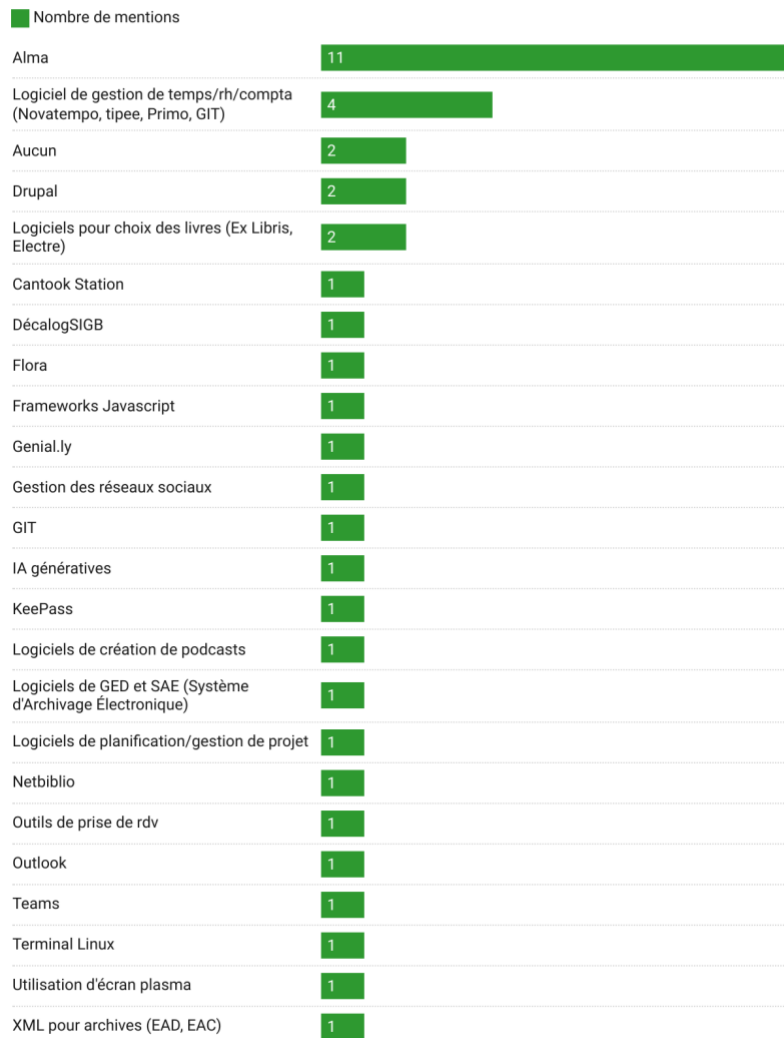 Nombre de mentions
Alma 11
Logiciel de gestion de temps/rh/compta
(Novatempo, tipee, Primo, GIT) 4
Aucun 2
Drupal 2
Logiciels pour choix des livres (Ex Libris,
Electre) 2
Cantook Station 1
DécalogSIGB 1
Flora 1
Frameworks Javascript 1
Genial.ly 1
Gestion des réseaux sociaux 1
GIT 1
IA génératives 1
KeePass 1
Logiciels de création de podcasts 1
Logiciels de GED et SAE (Système
d'Archivage Électronique) 1
Logiciels de planification/gestion de projet 1
Netbiblio 1
Outils de prise de rdv 1
Outlook 1
Teams 1
Terminal Linux 1
Utilisation d'écran plasma 1
XML pour archives (EAD, EAC) 1